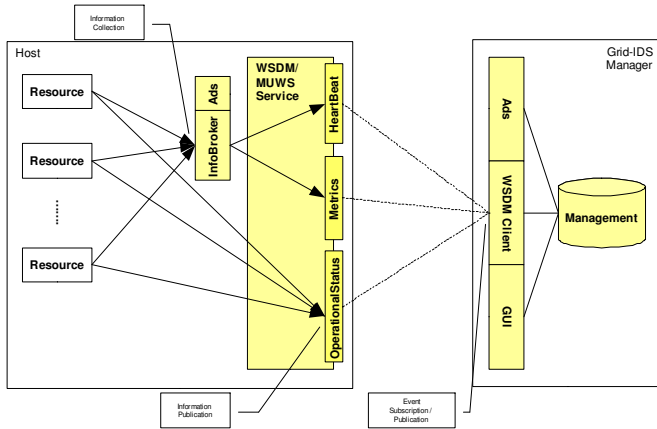 Information
Collection
Host
Grid-IDS
Manager
Resource
Resource
........
Resource
Ads
InfoBroker
WSDM/
MUWS
Service
HeartBeat
Metrics
OperationalStatus
Ads
WSDM Client
GUI
Management
Information
Publication
Event
Subscription /
Publication